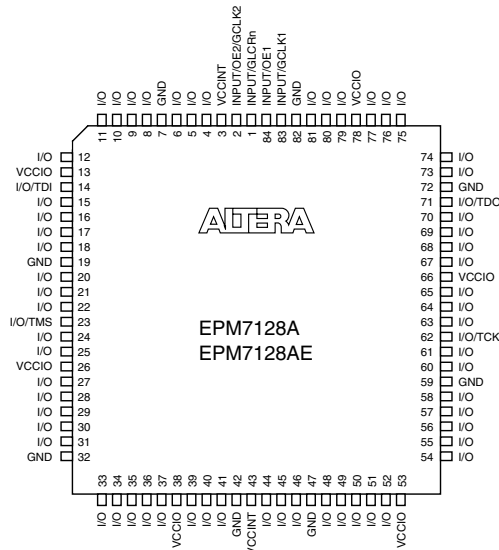 I/O
I/O
I/O
I/O
GND
I/O
I/O
I/O
VCCINT
INPUT/OE2/GCLK2
INPUT/GLCRn
INPUT/OE1
INPUT/GCLK1
GND
I/O
I/O
I/O
VCCIO
I/O
I/O
I/O
11
10
9
8
7
6
5
4
3
2
1
84
83
82
81
80
79
78
77
76
75
I/O 12
VCCIO 13
I/O/TDI 14
I/O 15
I/O 16
I/O 17
I/O 18
GND 19
I/O 20
I/O 21
I/O 22
I/O/TMS 23
I/O 24
I/O 25
VCCIO 26
I/O 27
I/O 28
I/O 29
I/O 30
I/O 31
GND 32
ALTERA
EPM7128A
EPM7128AE
74 I/O
73 I/O
72 GND
71 I/O/TDO
70 I/O
69 I/O
68 I/O
67 I/O
66 VCCIO
65 I/O
64 I/O
63 I/O
62 I/O/TCK
61 I/O
60 I/O
59 GND
58 I/O
57 I/O
56 I/O
55 I/O
54 I/O
33
34
35
36
37
38
39
40
41
42
43
44
45
46
47
48
49
50
51
52
53
I/O
I/O
I/O
I/O
I/O
VCCIO
I/O
I/O
I/O
GND
VCCINT
I/O
I/O
I/O
GND
I/O
I/O
I/O
I/O
I/O
VCCIO